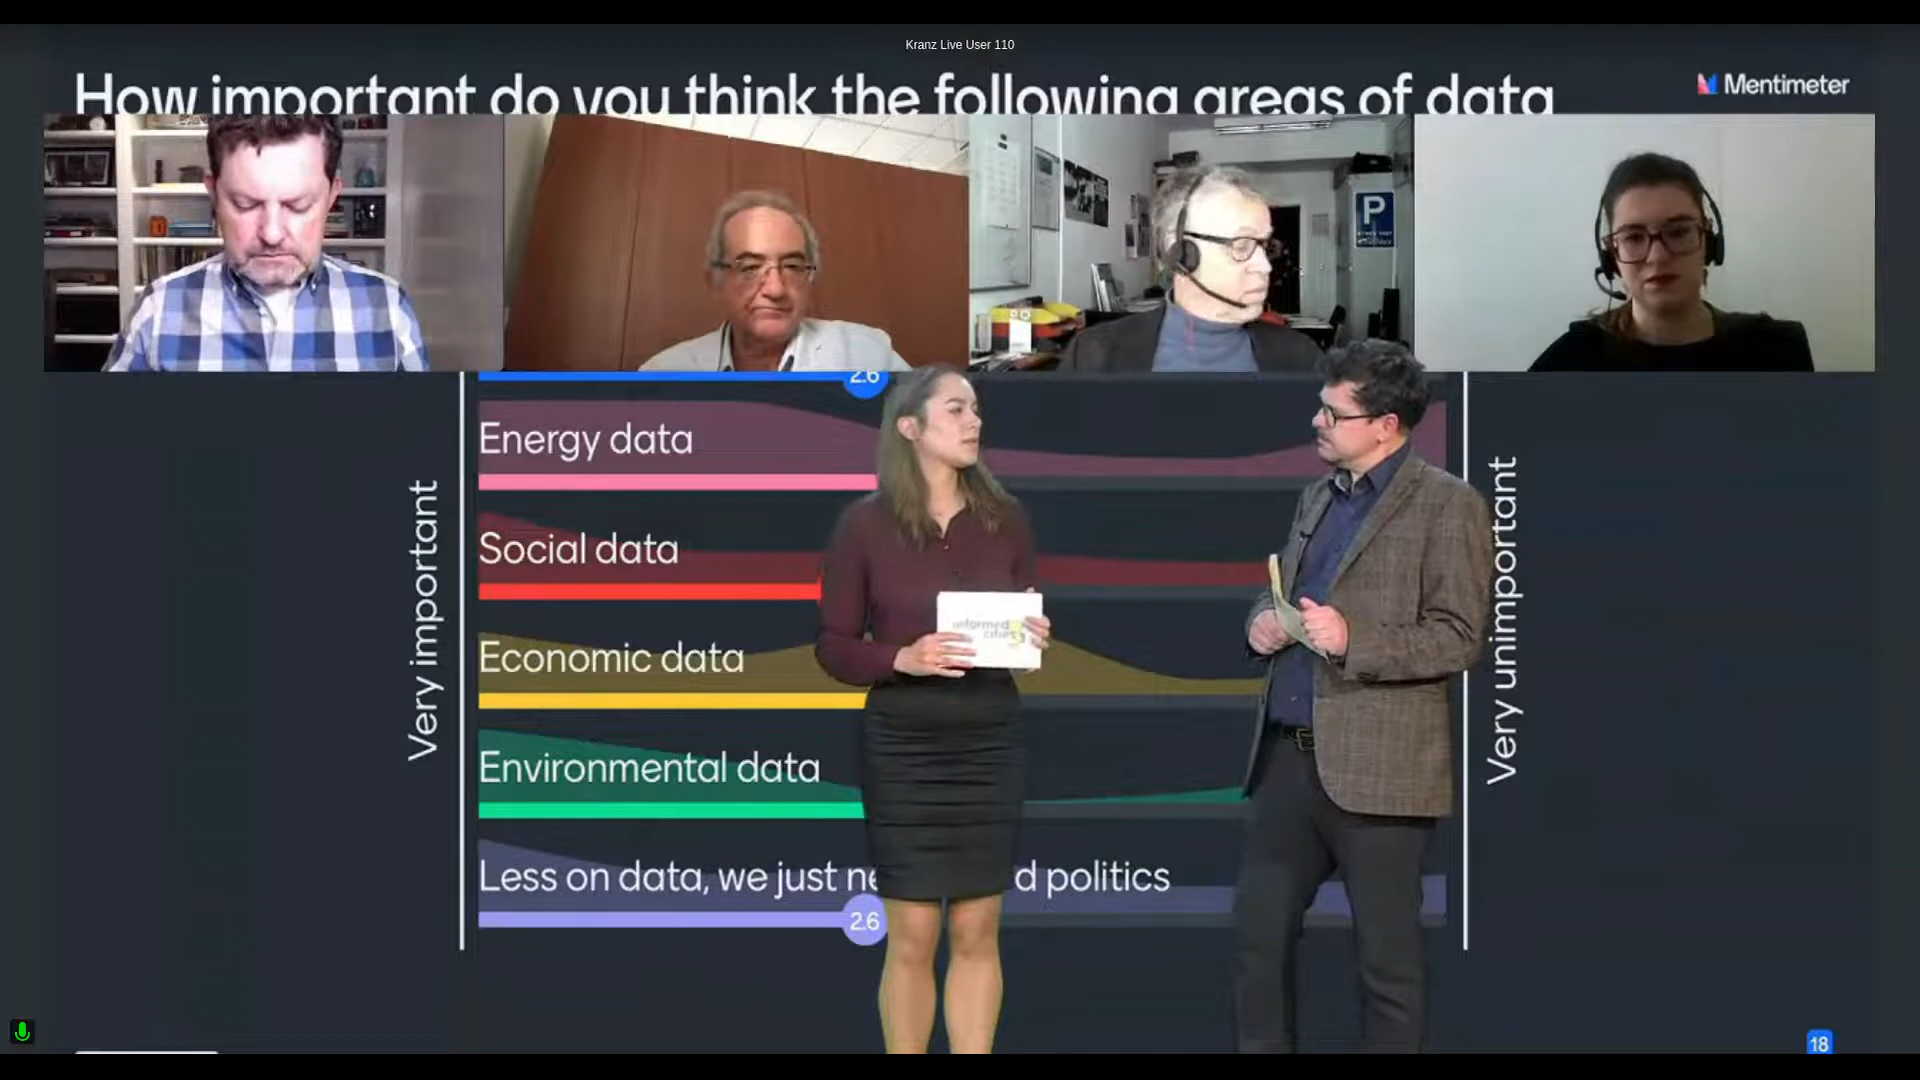 Kranz Live User 110
How important do you think the following areas of data
Mentimeter
P
2.6
Energy data
Social data
Economic data
Environmental data
Less on data, we just ne
d politics
2.6
Very important
Very unimportant
informed
cities
18